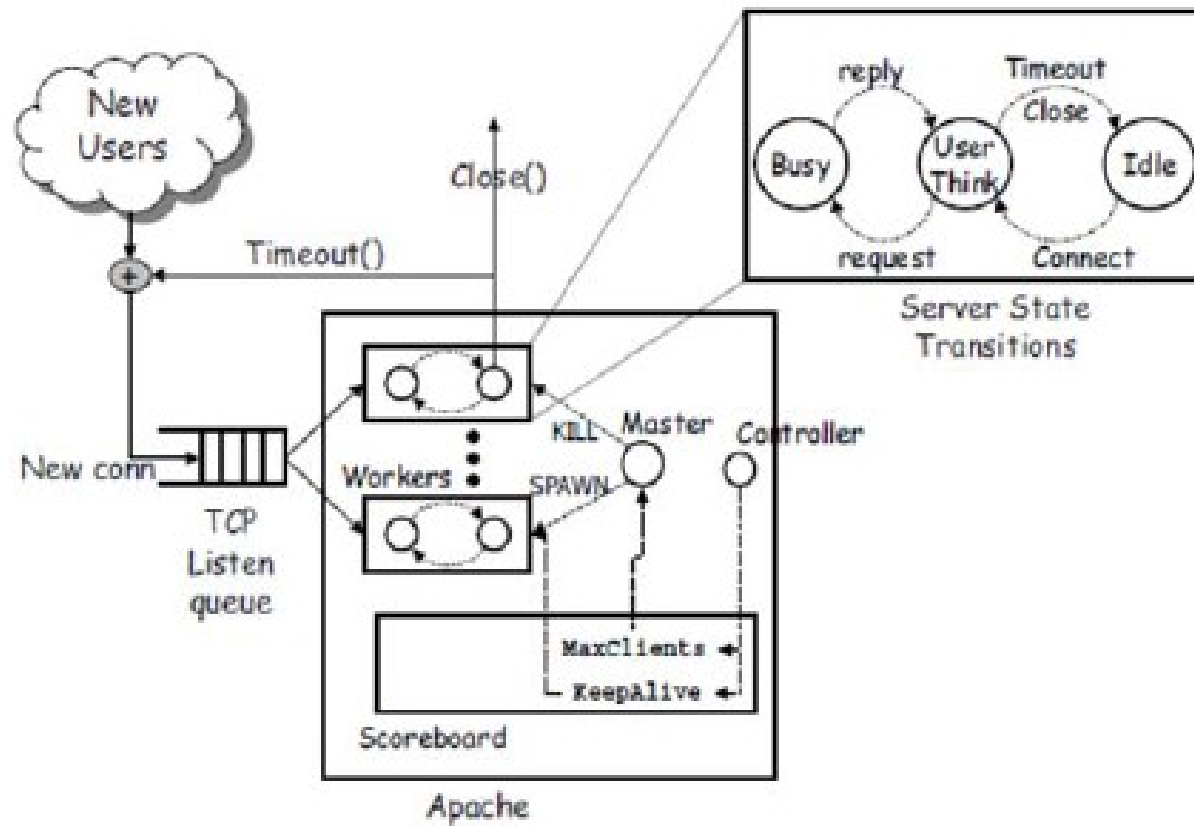 New
Users
Close()
Timeout()
reply
Timeout
Close
Busy
User
Think
Idle
request
Connect
Server State
Transitions
New conn
TCP
Listen
queue
Workers
KILL
SPAWN
Master
Controller
MaxClients
KeepAlive
Scoreboard
Apache